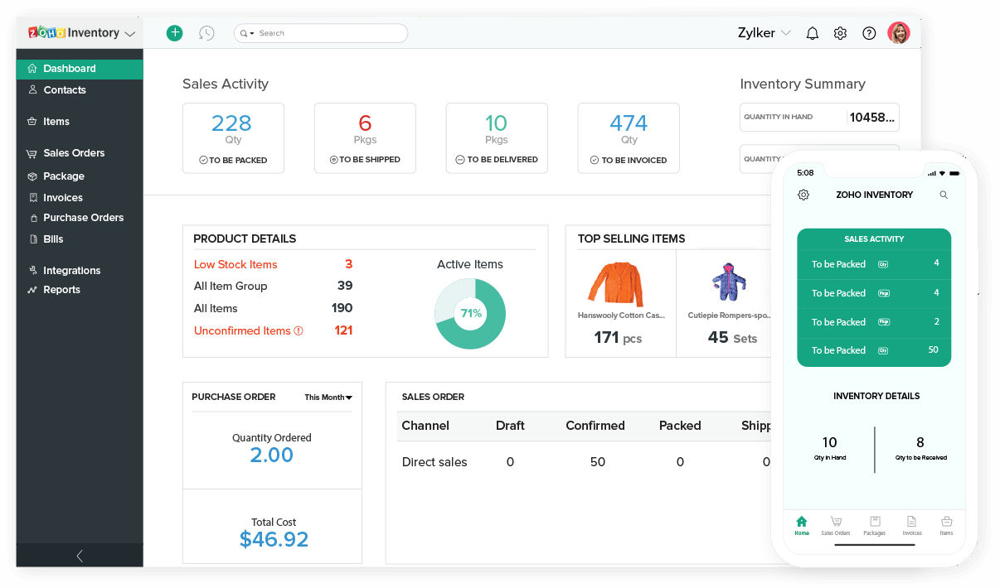 ZOHO Inventory
Search
Zylker
Dashboard
Contacts
Items
Sales Orders
Package
Invoices
Purchase Orders
Bills
Integrations
Reports
Sales Activity
228
Qty
TO BE PACKED
6
Pkgs
TO BE SHIPPED
10
Pkgs
TO BE DELIVERED
474
Qty
TO BE INVOICED
Inventory Summary
QUANTITY IN HAND 10458...
QUANTITY
PRODUCT DETAILS
Low Stock Items 3
All Item Group 39
All Items 190
Unconfirmed Items 121
Active Items
71%
TOP SELLING ITEMS
Hanswooly Cotton Cas...
171 pcs
Cutiepie Rompers-spo..
45 Sets
PURCHASE ORDER This Month
Quantity Ordered
2.00
Total Cost
$46.92
SALES ORDER
Channel Draft Confirmed Packed Shipp
Direct sales 0 50 0 0
5:08
ZOHO INVENTORY
SALES ACTIVITY
To be Packed Qty 4
To be Packed Pkgs 4
To be Packed Pkgs 2
To be Packed Qty 50
INVENTORY DETAILS
10
Qty in Hand
8
Qty to be Received
Home Sales Orders Packages Invoices Items